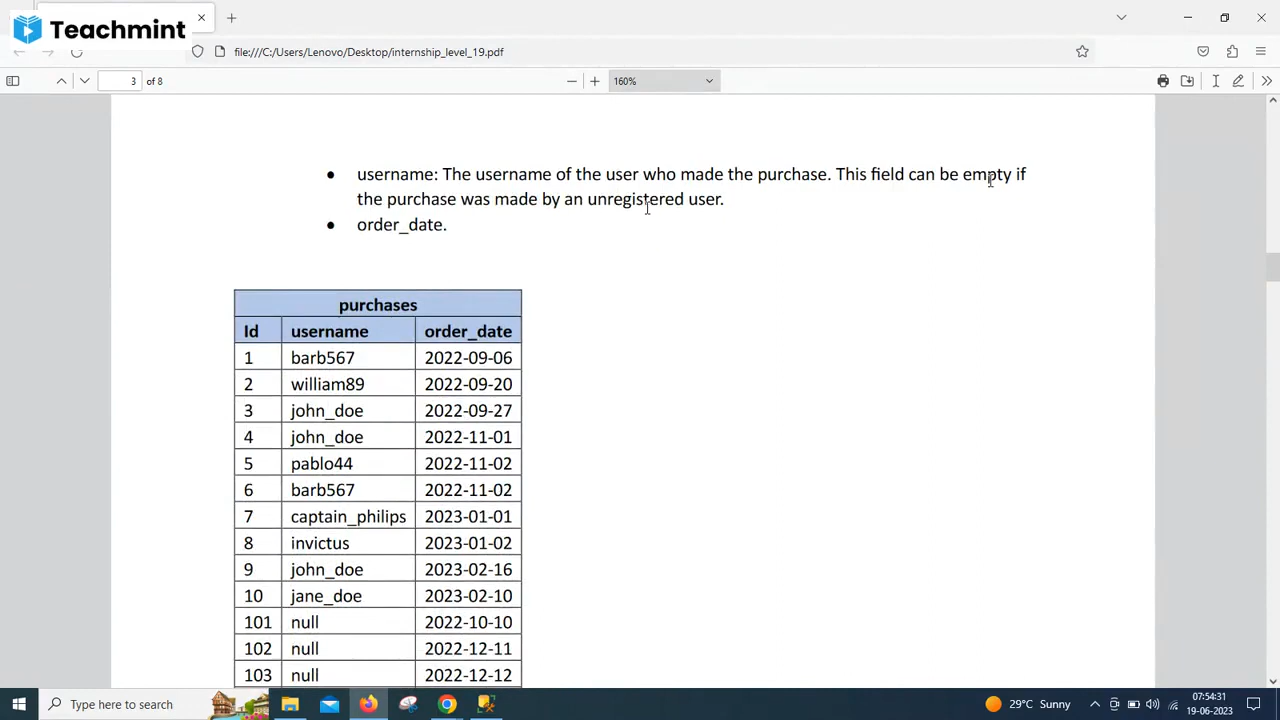 Teachmint
file:///C:/Users/Lenovo/Desktop/internship_level_19.pdf
3 of 8
160%
• username: The username of the user who made the purchase. This field can be empty if
the purchase was made by an unregistered user.
• order_date.
purchases
Id username order_date
1 barb567 2022-09-06
2 william89 2022-09-20
3 john_doe 2022-09-27
4 john_doe 2022-11-01
5 pablo44 2022-11-02
6 barb567 2022-11-02
7 captain_philips 2023-01-01
8 invictus 2023-01-02
9 john_doe 2023-02-16
10 jane_doe 2023-02-10
101 null 2022-10-10
102 null 2022-12-11
103 null 2022-12-12
Type here to search
29°C Sunny
07:54:31
19-06-2023